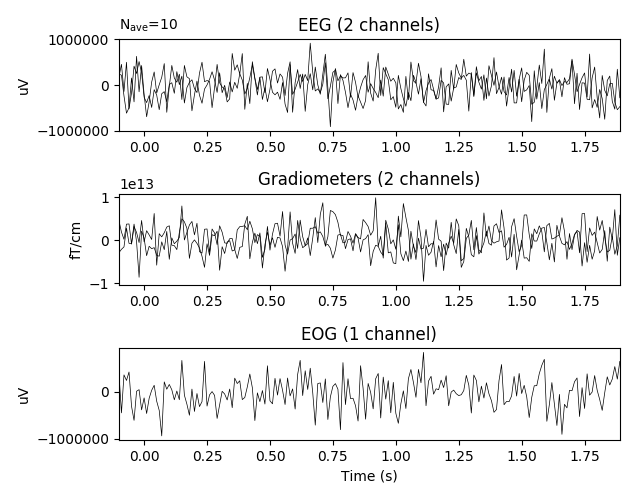 N_ave=10
EEG (2 channels)
1000000
0
−1000000
uV
0.00 0.25 0.50 0.75 1.00 1.25 1.50 1.75
1e13
Gradiometers (2 channels)
1
0
−1
fT/cm
0.00 0.25 0.50 0.75 1.00 1.25 1.50 1.75
EOG (1 channel)
0
−1000000
uV
0.00 0.25 0.50 0.75 1.00 1.25 1.50 1.75
Time (s)